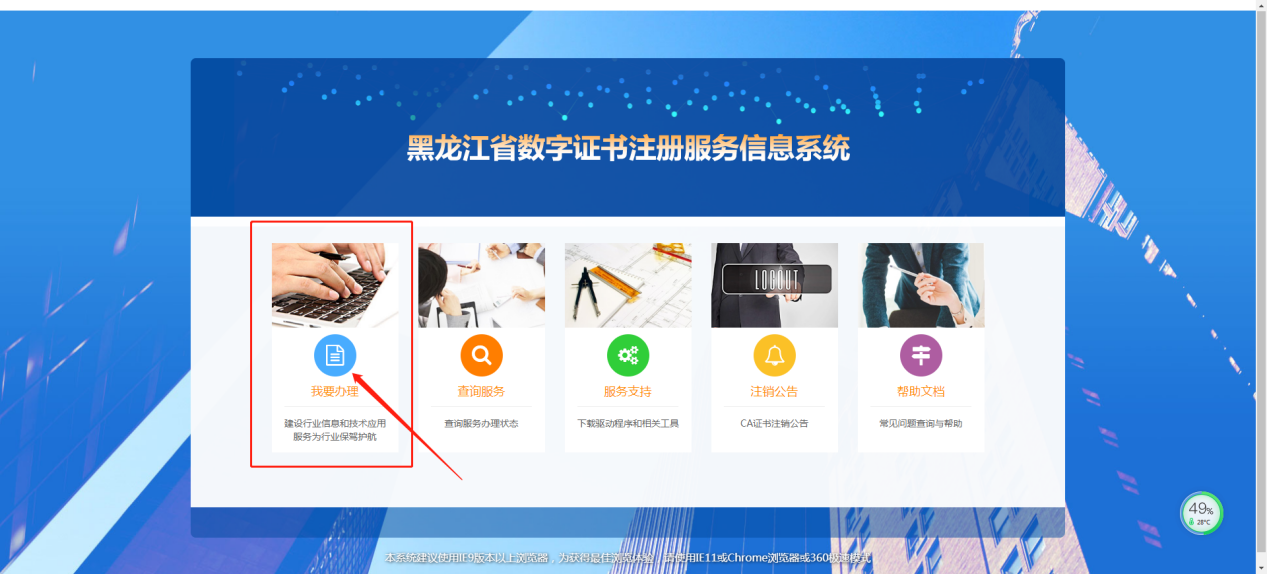 黑龙江省数字证书注册服务信息系统
LOGOUT
我要办理
建设行业信息和技术应用
服务为行业保驾护航
查询服务
查询服务办理状态
服务支持
下载驱动程序和相关工具
注销公告
CA证书注销公告
帮助文档
常见问题查询与帮助
49%
28°C
本系统建议使用IE9版本以上浏览器，为获得最佳浏览体验，请使用IE11或Chrome浏览器或360极速模式